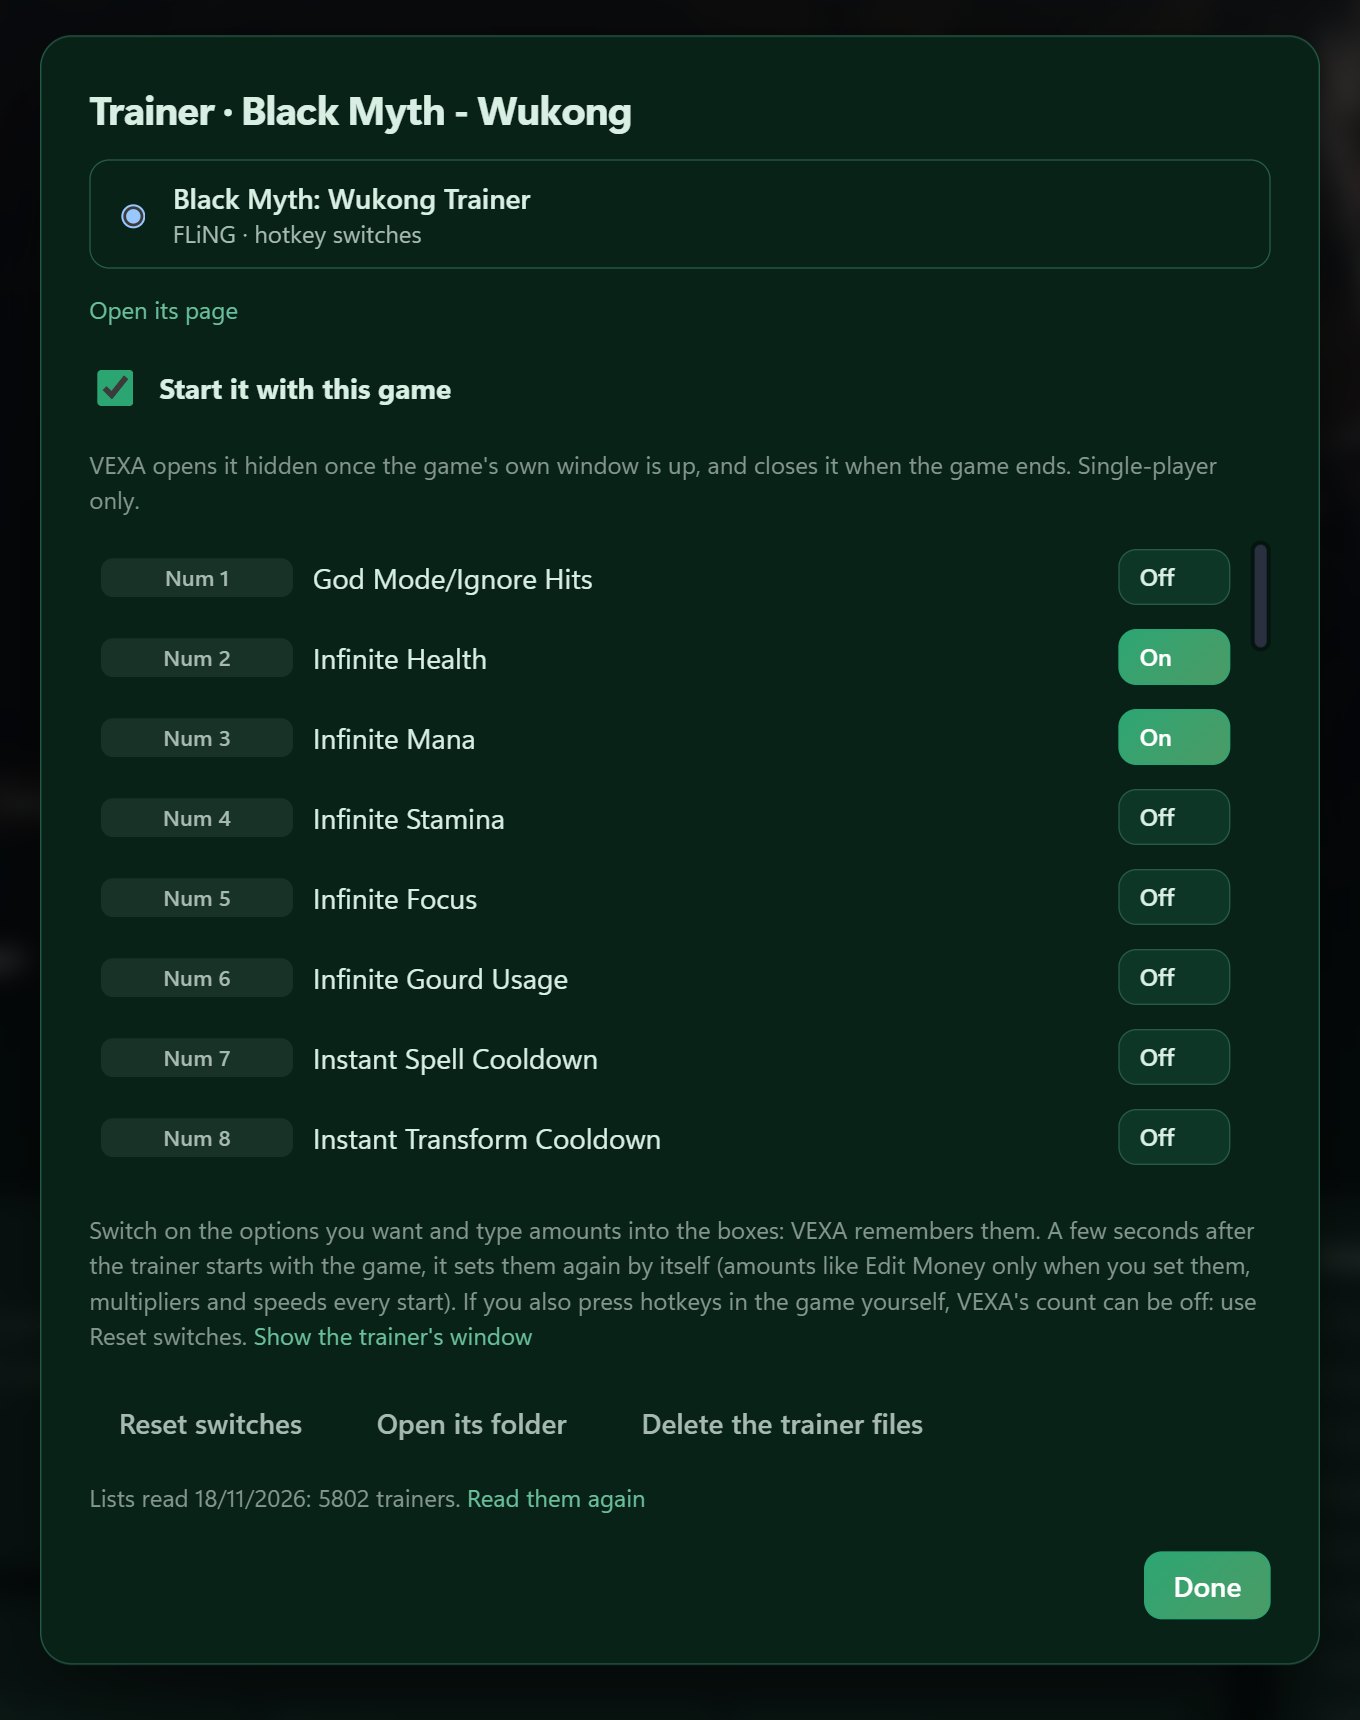 Trainer · Black Myth - Wukong
Black Myth: Wukong Trainer
FLiNG · hotkey switches
Open its page
Start it with this game
VEXA opens it hidden once the game's own window is up, and closes it when the game ends. Single-player
only.
Num 1 God Mode/Ignore Hits Off
Num 2 Infinite Health On
Num 3 Infinite Mana On
Num 4 Infinite Stamina Off
Num 5 Infinite Focus Off
Num 6 Infinite Gourd Usage Off
Num 7 Instant Spell Cooldown Off
Num 8 Instant Transform Cooldown Off
Switch on the options you want and type amounts into the boxes: VEXA remembers them. A few seconds after
the trainer starts with the game, it sets them again by itself (amounts like Edit Money only when you set them,
multipliers and speeds every start). If you also press hotkeys in the game yourself, VEXA's count can be off: use
Reset switches. Show the trainer's window
Reset switches Open its folder Delete the trainer files
Lists read 18/11/2026: 5802 trainers. Read them again
Done